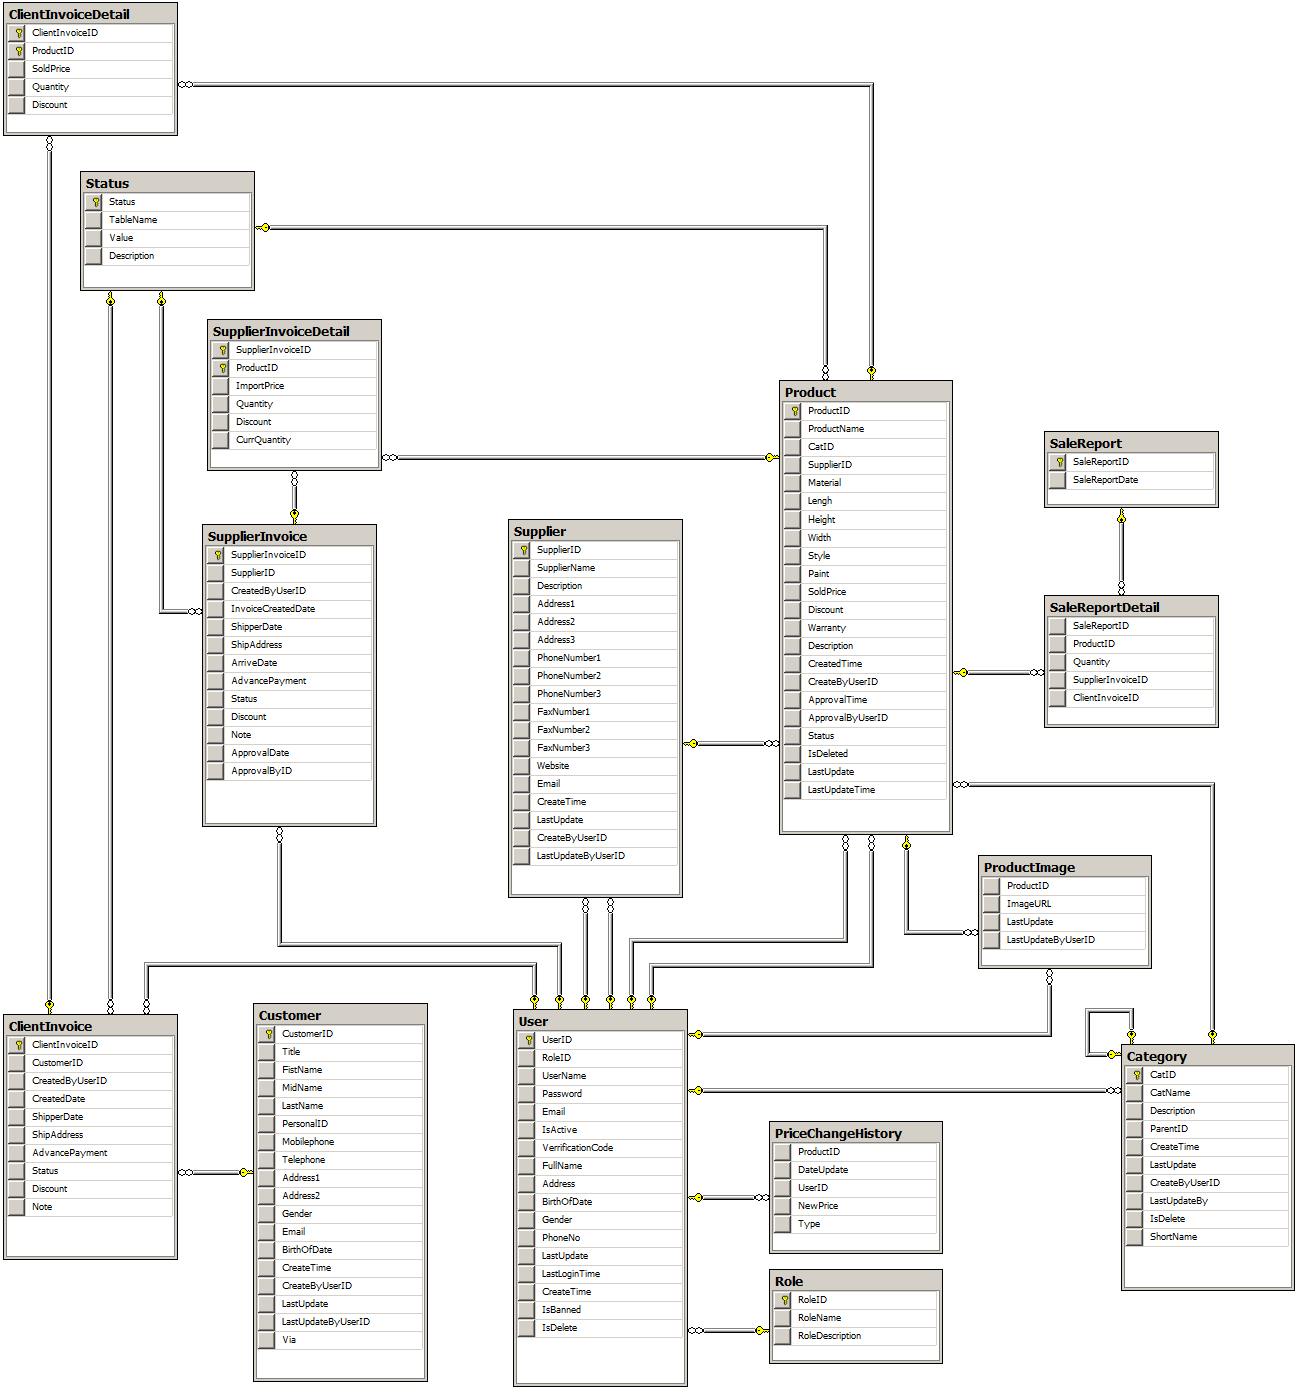 ClientInvoiceDetail
ClientInvoiceID
ProductID
SoldPrice
Quantity
Discount
Status
Status
TableName
Value
Description
SupplierInvoiceDetail
SupplierInvoiceID
ProductID
ImportPrice
Quantity
Discount
CurrQuantity
Product
ProductID
ProductName
CatID
SupplierID
Material
Lengh
Height
Width
Style
Paint
SoldPrice
Discount
Warranty
Description
CreatedTime
CreateByUserID
ApprovalTime
ApprovalByUserID
Status
IsDeleted
LastUpdate
LastUpdateTime
SaleReport
SaleReportID
SaleReportDate
SupplierInvoice
SupplierInvoiceID
SupplierID
CreatedByUserID
InvoiceCreatedDate
ShipperDate
ShipAddress
ArriveDate
AdvancePayment
Status
Discount
Note
ApprovalDate
ApprovalByID
Supplier
SupplierID
SupplierName
Description
Address1
Address2
Address3
PhoneNumber1
PhoneNumber2
PhoneNumber3
FaxNumber1
FaxNumber2
FaxNumber3
Website
Email
CreateTime
LastUpdate
CreateByUserID
LastUpdateByUserID
SaleReportDetail
SaleReportID
ProductID
Quantity
SupplierInvoiceID
ClientInvoiceID
ProductImage
ProductID
ImageURL
LastUpdate
LastUpdateByUserID
ClientInvoice
ClientInvoiceID
CustomerID
CreatedByUserID
CreatedDate
ShipperDate
ShipAddress
AdvancePayment
Status
Discount
Note
Customer
CustomerID
Title
FistName
MidName
LastName
PersonalID
Mobilephone
Telephone
Address1
Address2
Gender
Email
BirthOfDate
CreateTime
CreateByUserID
LastUpdate
LastUpdateByUserID
Via
User
UserID
RoleID
UserName
Password
Email
IsActive
VerrificationCode
FullName
Address
BirthOfDate
Gender
PhoneNo
LastUpdate
LastLoginTime
CreateTime
IsBanned
IsDelete
Category
CatID
CatName
Description
ParentID
CreateTime
LastUpdate
CreateByUserID
LastUpdateBy
IsDelete
ShortName
PriceChangeHistory
ProductID
DateUpdate
UserID
NewPrice
Type
Role
RoleID
RoleName
RoleDescription